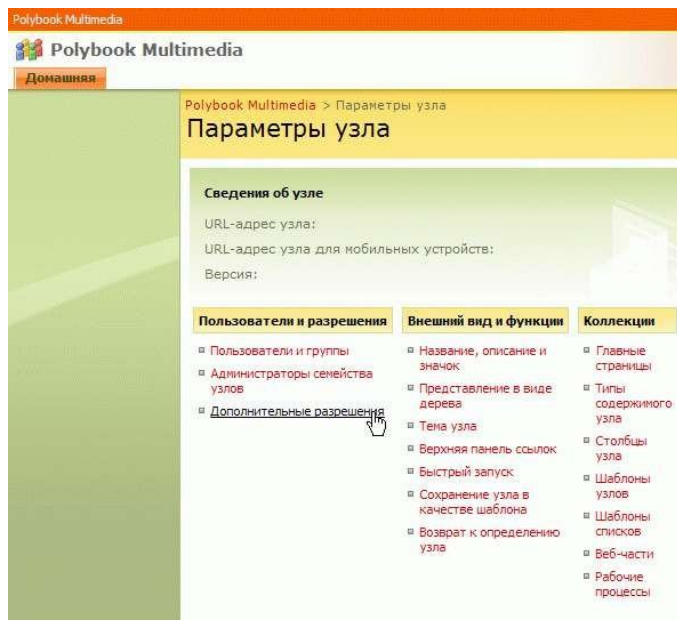 Polybook Multimedia
Polybook Multimedia
Домашняя
Polybook Multimedia > Параметры узла
Параметры узла
Сведения об узле
URL-адрес узла:
URL-адрес узла для мобильных устройств:
Версия:
Пользователи и разрешения
Пользователи и группы
Администраторы семейства
узлов
Дополнительные разрешения
Внешний вид и функции
Название, описание и
значок
Представление в виде
дерева
Тема узла
Верхняя панель ссылок
Быстрый запуск
Сохранение узла в
качестве шаблона
Возврат к определению
узла
Коллекции
Главные
страницы
Типы
содержимого
узла
Столбцы
узла
Шаблоны
узлов
Шаблоны
списков
Веб-части
Рабочие
процессы